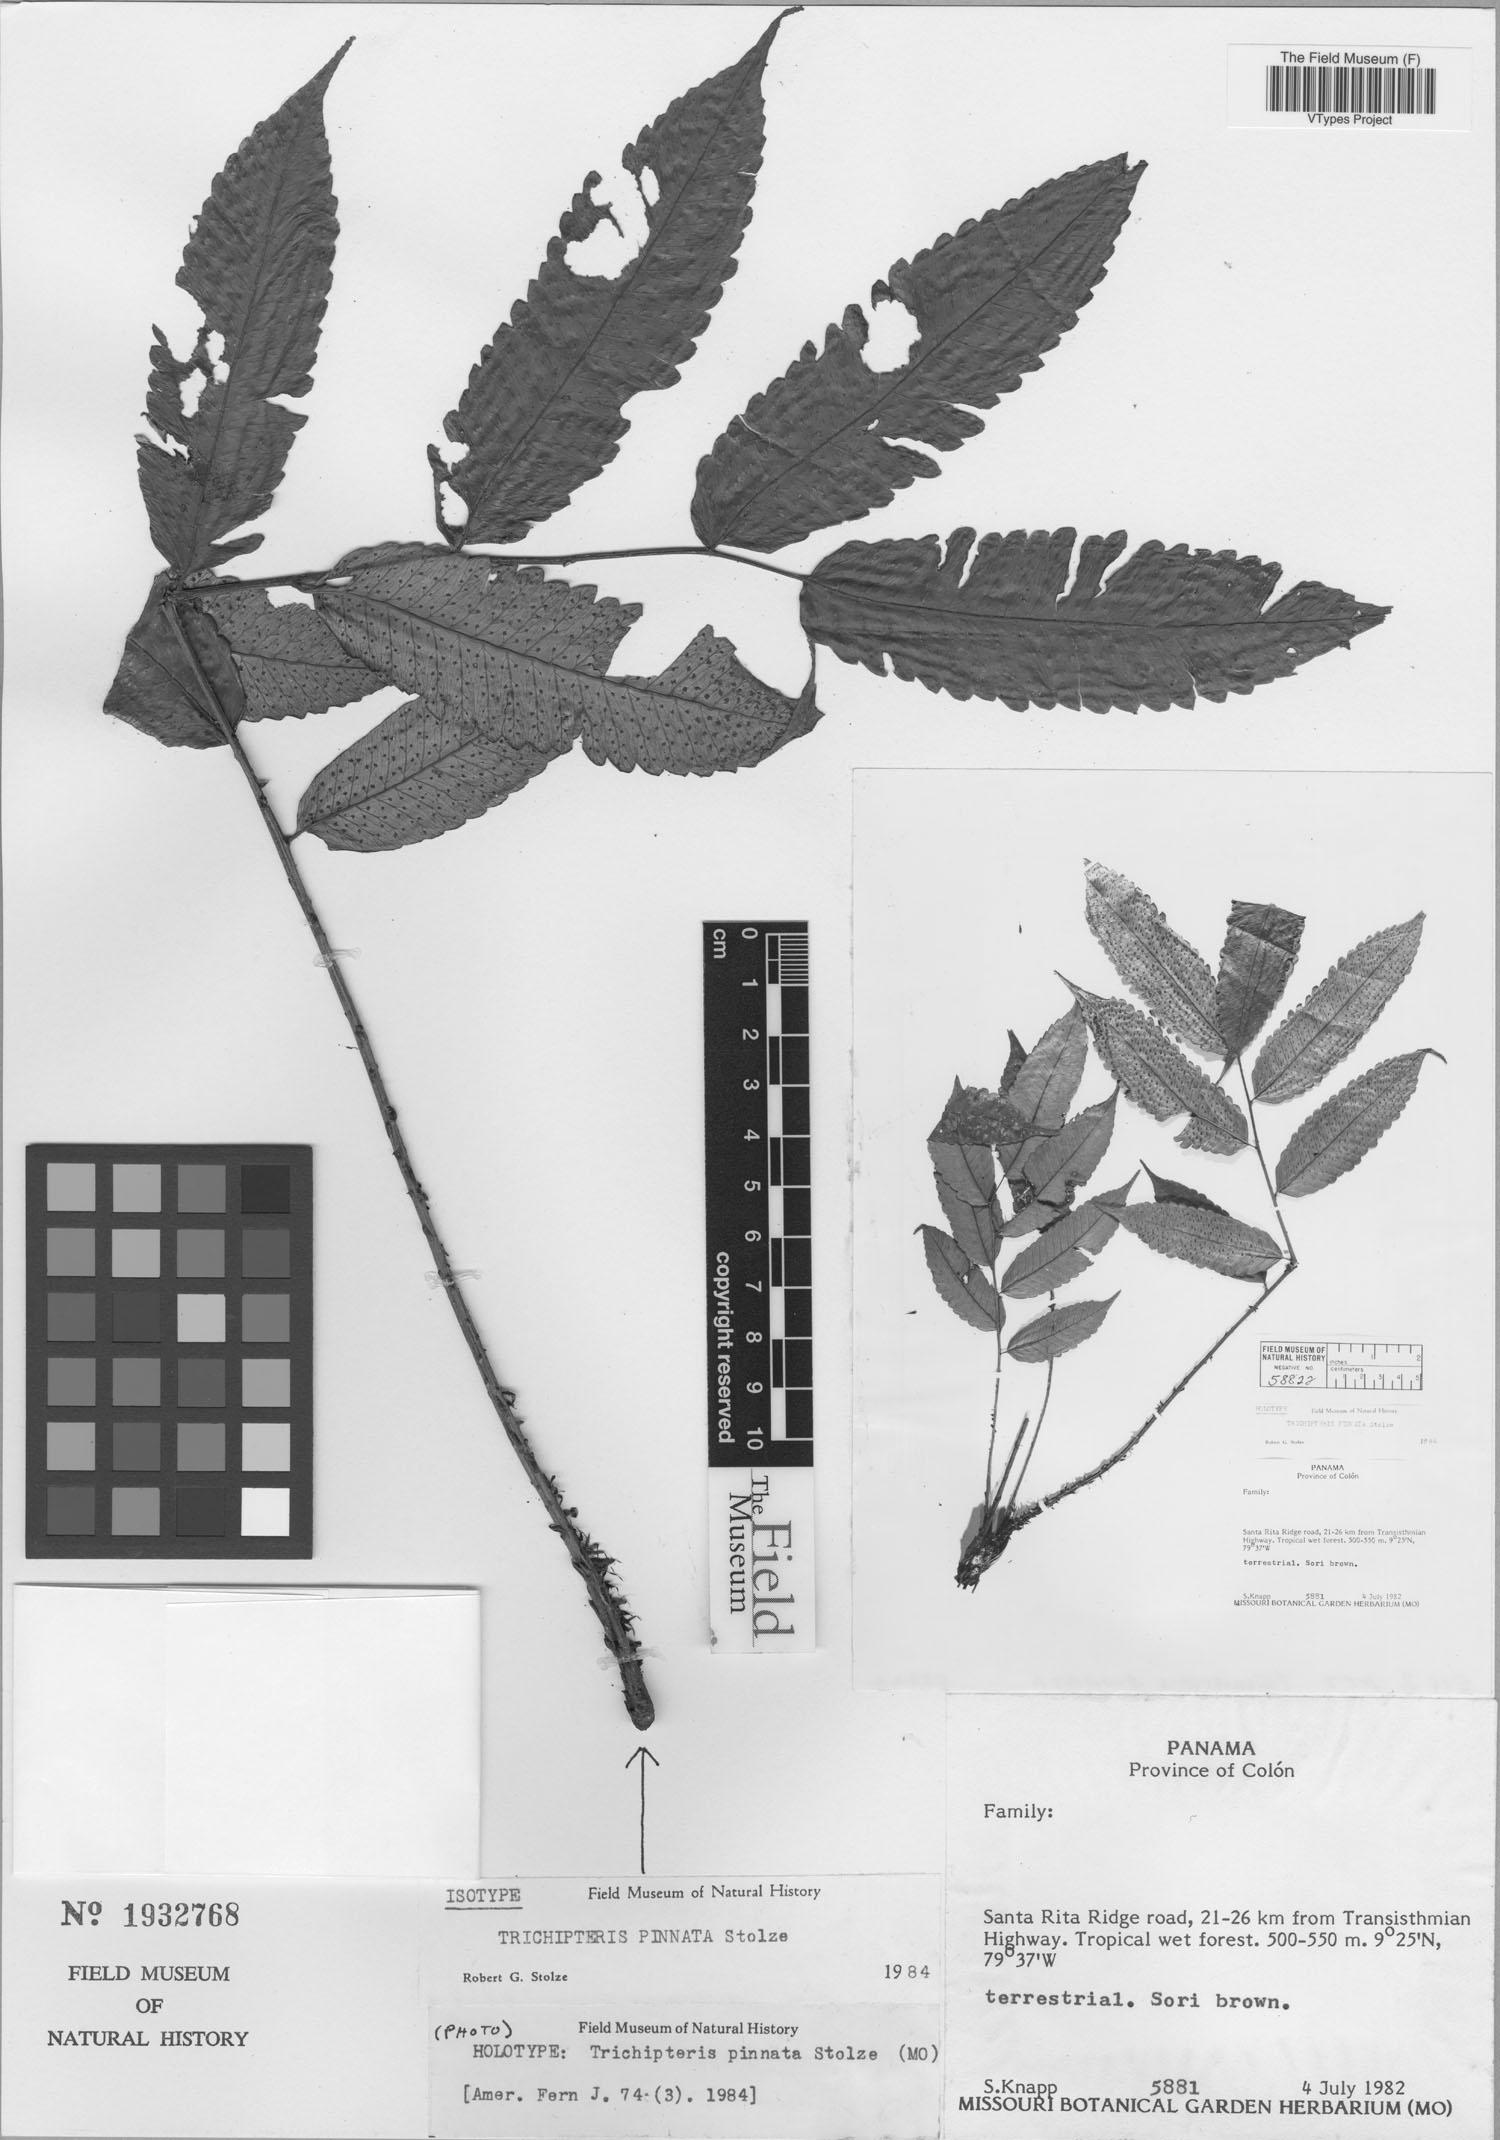 The Field Museum (F)
VTypes Project
cm
0
1
2
3
4
5
6
7
8
9
10
copyright reserved
The Field
Museum
FIELD MUSEUM OF
NATURAL HISTORY
NEGATIVE NO.
58822
inches
1
2
centimeters
1
2
3
4
5
HOLOTYPE
Field Museum of Natural History
TRICHIPTERIS PINNATA Stolze
Robert G. Stolze
1984
PANAMA
Province of Colón
Family:
Santa Rita Ridge road, 21-26 km from Transisthmian
Highway. Tropical wet forest. 500-550 m. 9°25'N,
79°37'W
terrestrial. Sori brown.
S.Knapp 5881 4 July 1982
MISSOURI BOTANICAL GARDEN HERBARIUM (MO)
PANAMA
Province of Colón
Family:
Santa Rita Ridge road, 21-26 km from Transisthmian
Highway. Tropical wet forest. 500-550 m. 9°25'N,
79°37'W
terrestrial. Sori brown.
S.Knapp 5881 4 July 1982
MISSOURI BOTANICAL GARDEN HERBARIUM (MO)
Nº 1932768
FIELD MUSEUM
OF
NATURAL HISTORY
ISOTYPE Field Museum of Natural History
TRICHIPTERIS PINNATA Stolze
Robert G. Stolze 1984
(PHOTO) Field Museum of Natural History
HOLOTYPE: Trichipteris pinnata Stolze (MO)
[Amer. Fern J. 74 (3). 1984]